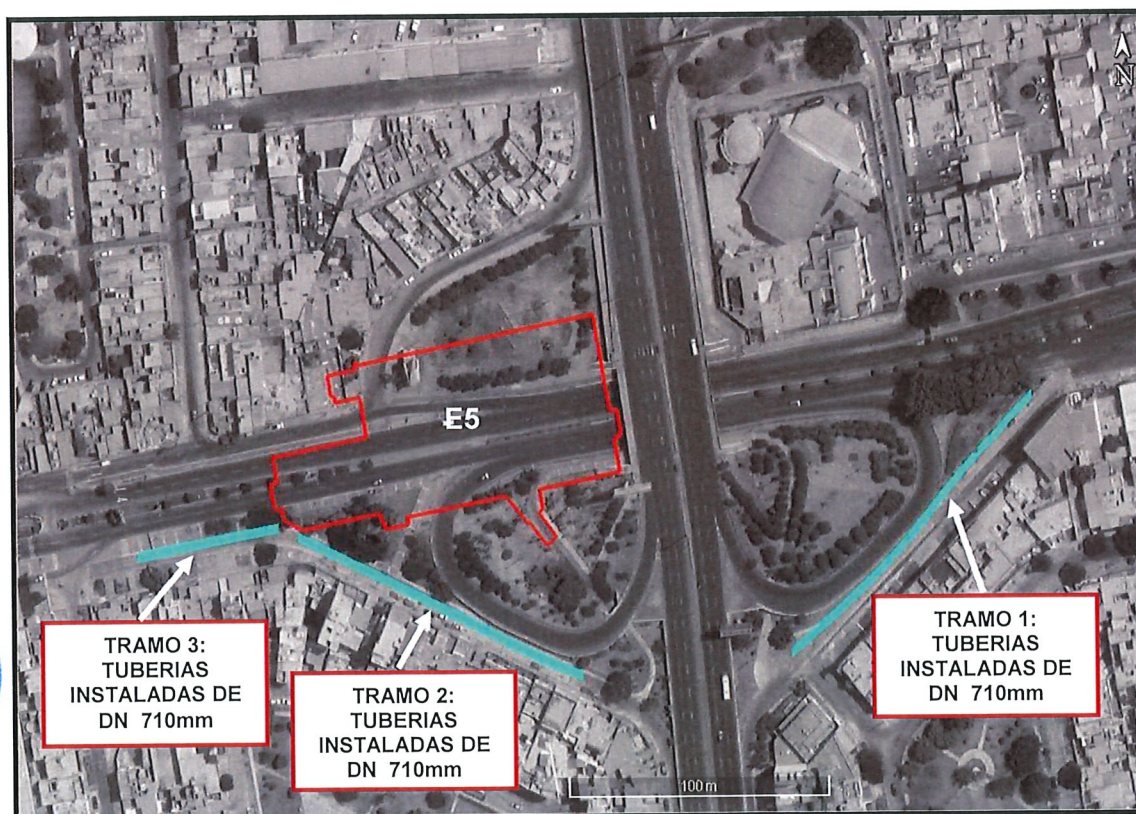 N
E5
TRAMO 3:
TUBERIAS
INSTALADAS DE
DN 710mm
TRAMO 2:
TUBERIAS
INSTALADAS DE
DN 710mm
TRAMO 1:
TUBERIAS
INSTALADAS DE
DN 710mm
100 m